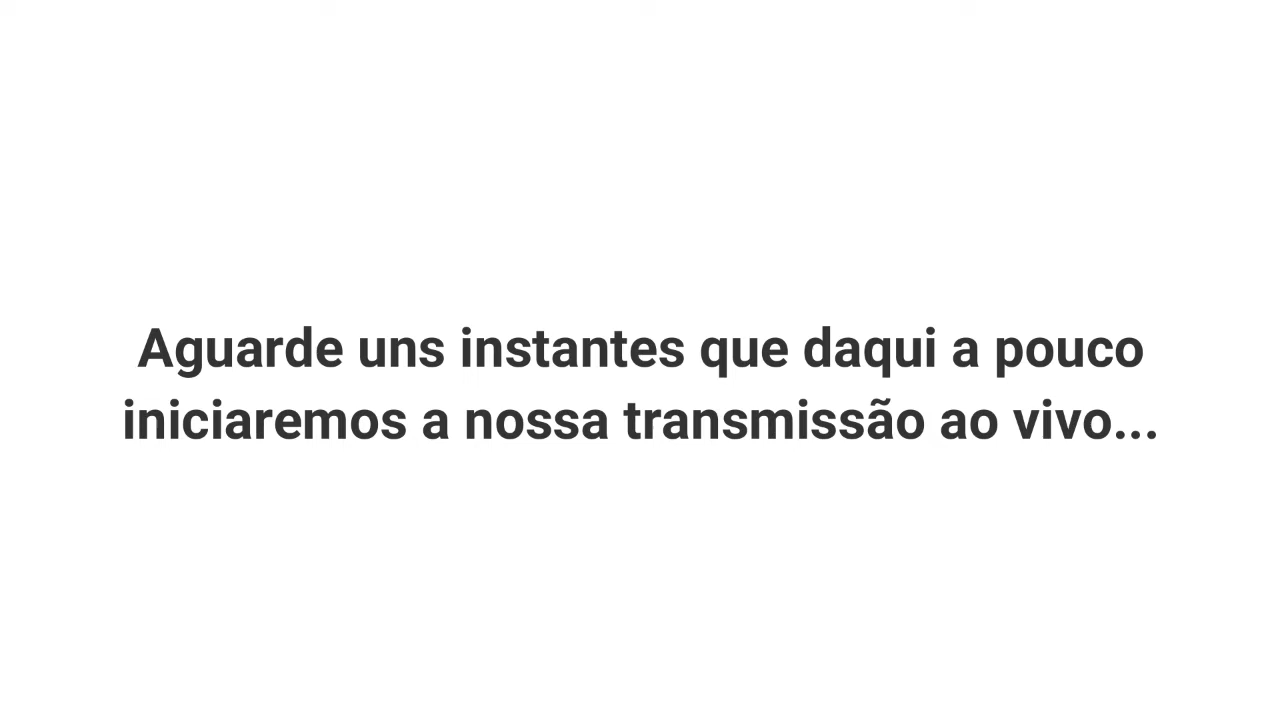 Aguarde uns instantes que daqui a pouco
iniciaremos a nossa transmissão ao vivo...